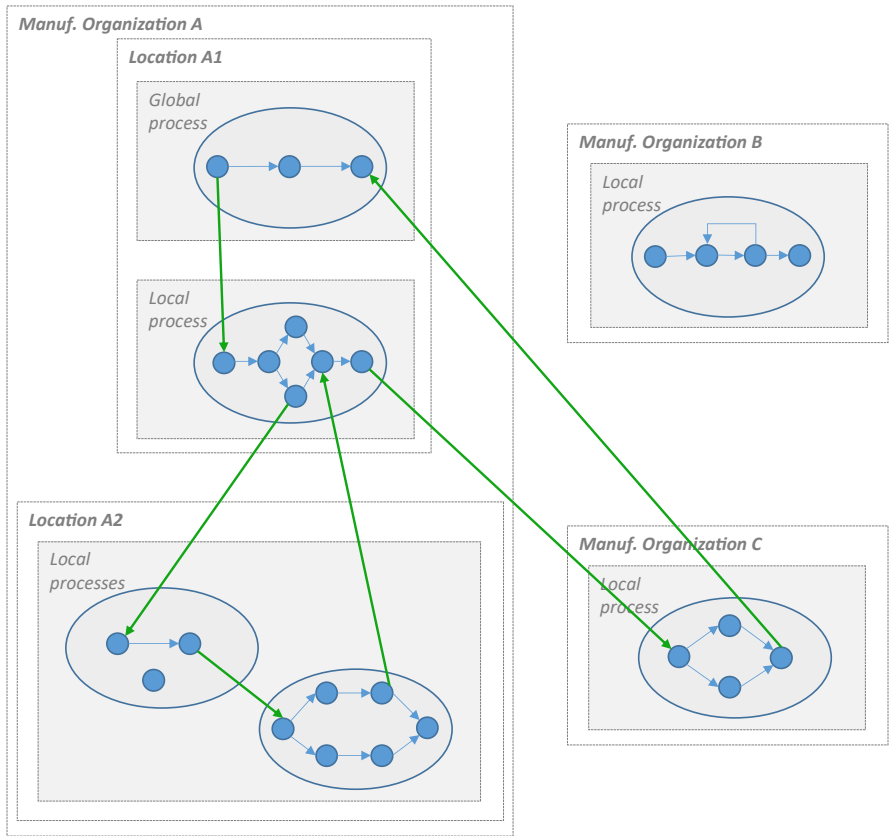 Manuf. Organization A
Location A1
Global
process
Local
process
Location A2
Local
processes
Manuf. Organization B
Local
process
Manuf. Organization C
Local
process